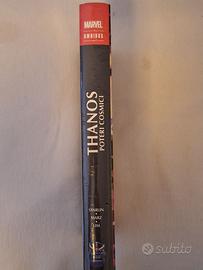 MARVEL
OMNIBUS
THANOS
POTERI COSMICI
STARLIN
MARZ
LIM
subito